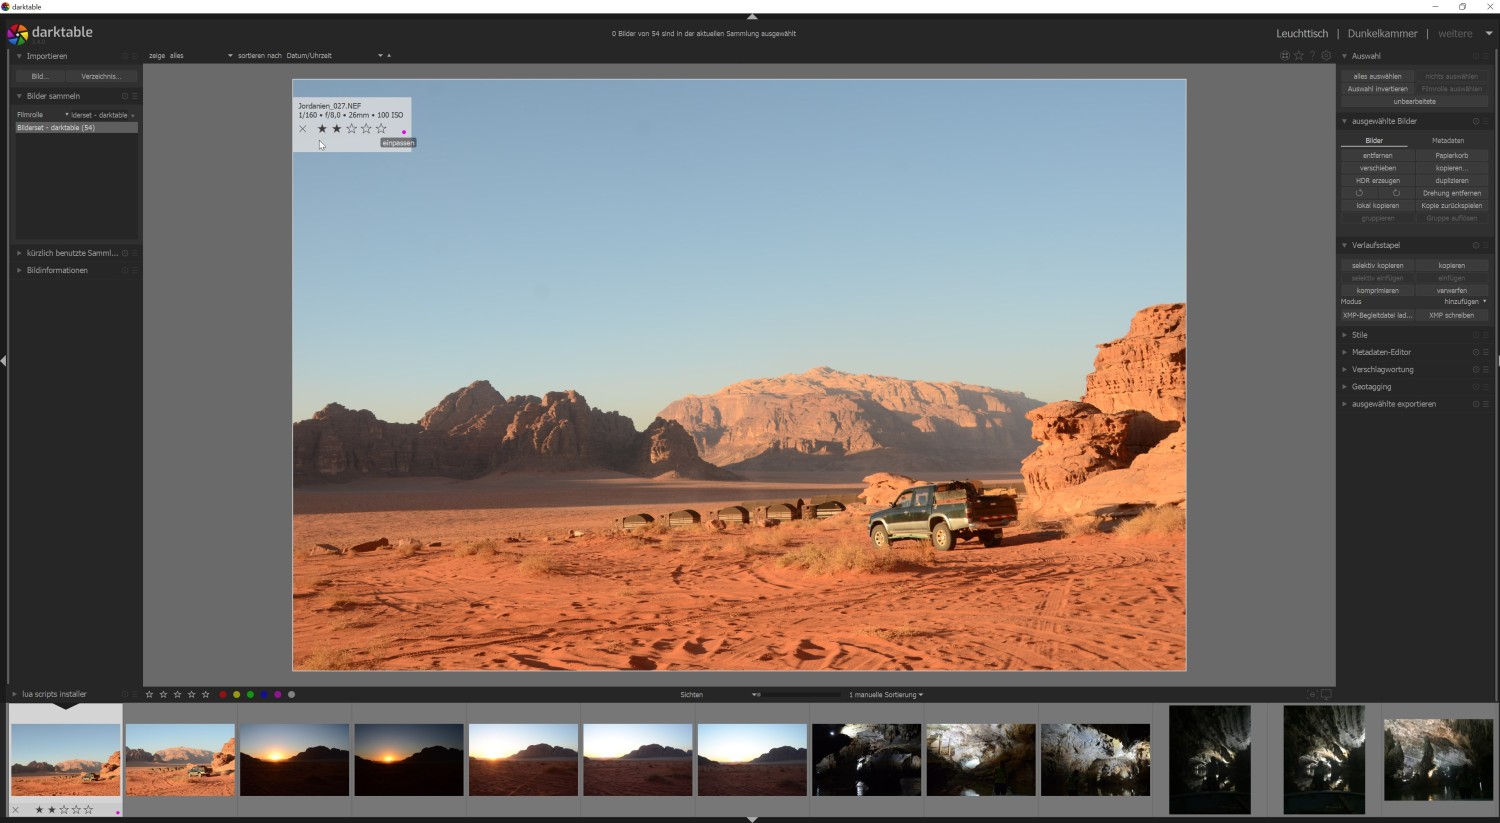 darktable
darktable
0 Bilder von 54 sind in der aktuellen Sammlung ausgewählt
Leuchttisch | Dunkelkammer | weitere
Importieren
zeige alles sortieren nach Datum/Uhrzeit
Auswahl
Bild... Verzeichnis...
alles auswählen nichts auswählen
Auswahl invertieren Filmrolle auswählen
unbearbeitete
Bilder sammeln
Filmrolle lderset - darktable
Bilderset - darktable (54)
Jordanien_027.NEF
1/160 • f/8,0 • 26mm • 100 ISO
einpassen
ausgewählte Bilder
Bilder Metadaten
entfernen Papierkorb
verschieben kopieren...
HDR erzeugen duplizieren
Drehung entfernen
lokal kopieren Kopie zurückspielen
gruppieren Gruppe auflösen
kürzlich benutzte Samml...
Bildinformationen
Verlaufsstapel
selektiv kopieren kopieren
selektiv einfügen einfügen
komprimieren verwerfen
Modus hinzufügen
XMP-Begleitdatei lad... XMP schreiben
Stile
Metadaten-Editor
Verschlagwortung
Geotagging
ausgewählte exportieren
lua scripts installer
Sichten 1 manuelle Sortierung